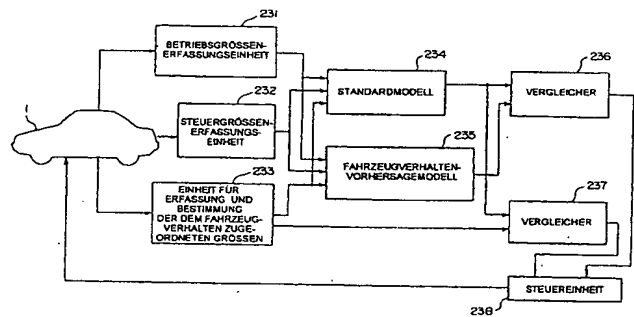 231
BETRIEBSGRÖSSEN-
ERFASSUNGSEINHEIT
232
STEUERGRÖSSEN-
ERFASSUNGS-
EINHEIT
233
EINHEIT FÜR
ERFASSUNG UND
BESTIMMUNG
DER DEM FAHRZEUG-
VERHALTEN ZUGE-
ORDNETEN GRÖSSEN
1
234
STANDARDMODELL
235
FAHRZEUGVERHALTEN-
VORHERSAGEMODELL
236
VERGLEICHER
237
VERGLEICHER
STEUEREINHEIT
238